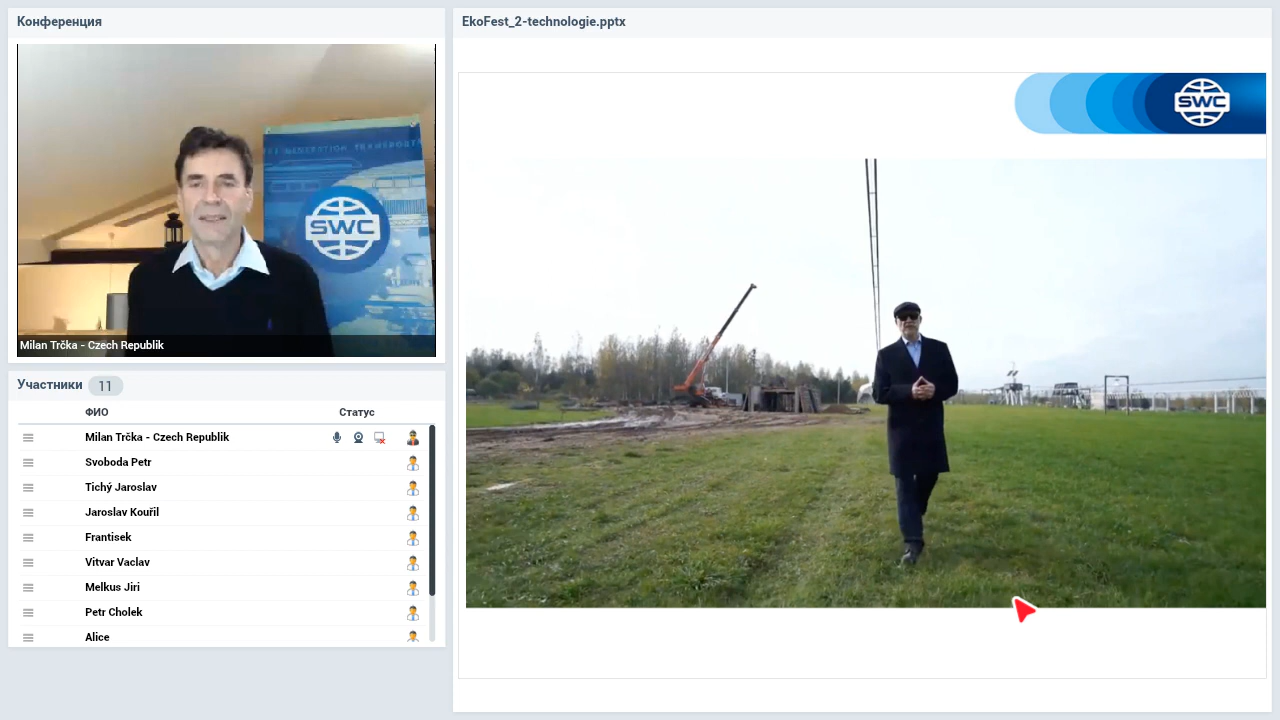 Конференция
SWC
Milan Trčka - Czech Republik
Участники 11
ФИО Статус
Milan Trčka - Czech Republik
Svoboda Petr
Tichý Jaroslav
Jaroslav Kouřil
Frantisek
Vitvar Vaclav
Melkus Jiri
Petr Cholek
Alice
EkoFest_2-technologie.pptx
SWC